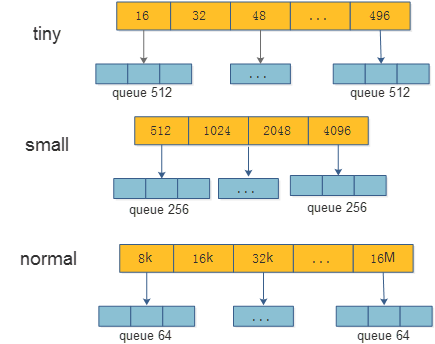 tiny
16 32 48 ... 496
...
queue 512 queue 512
small
512 1024 2048 4096
...
queue 256 queue 256
normal
8k 16k 32k ... 16M
...
queue 64 queue 64